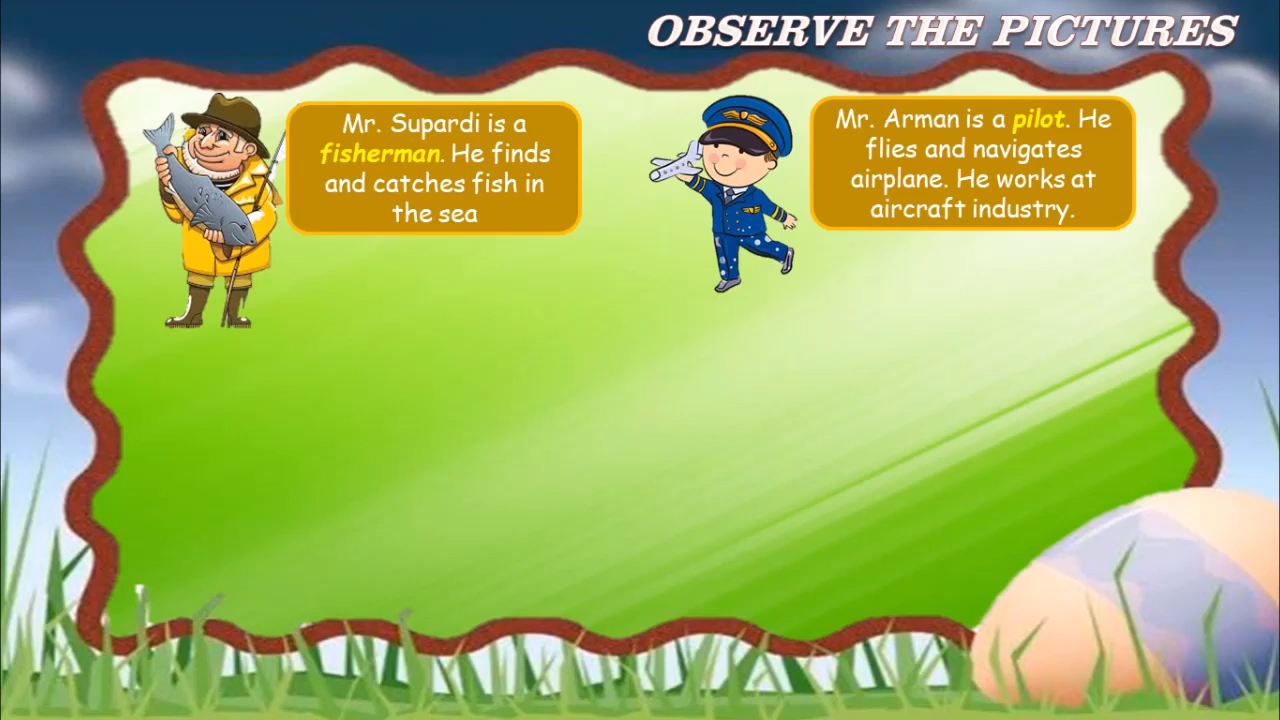 OBSERVE THE PICTURES
Mr. Supardi is a
fisherman. He finds
and catches fish in
the sea
Mr. Arman is a pilot. He
flies and navigates
airplane. He works at
aircraft industry.